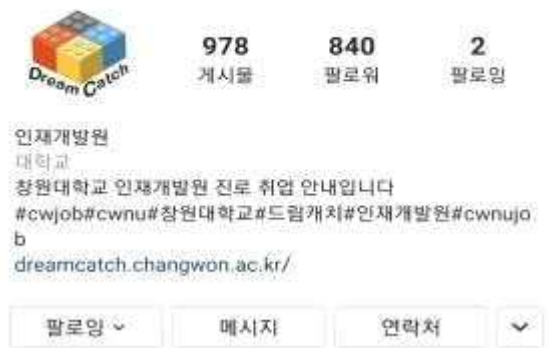 Dream Catch
978 840 2
게시물 팔로워 팔로잉
인재개발원
대학교
창원대학교 인재개발원 진로 취업 안내입니다
#cwjob#cwnu#창원대학교#드림캐치#인재개발원#cwnujo
b
dreamcatch.changwon.ac.kr/
팔로잉 메시지 연락처